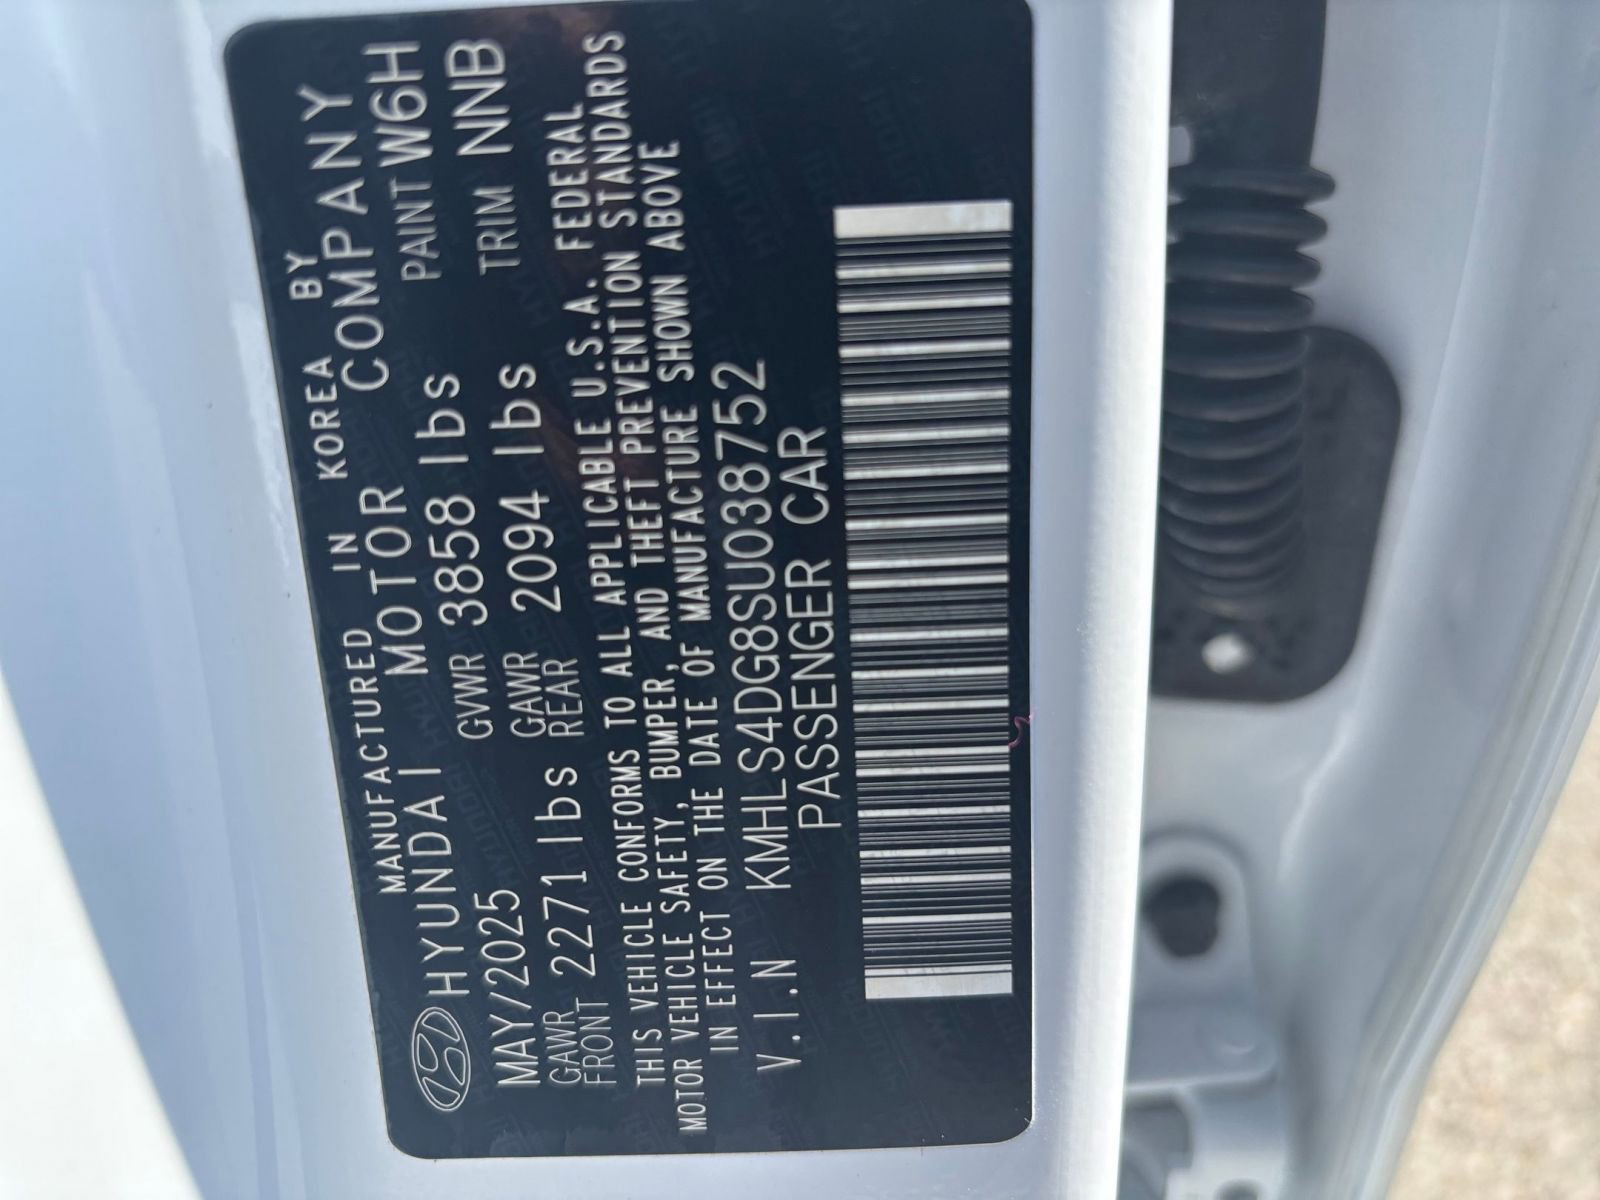 MANUFACTURED IN KOREA BY
HYUNDAI MOTOR COMPANY
MAY/2025 GVWR 3858 lbs PAINT W6H
GAWR FRONT 2271 lbs GAWR REAR 2094 lbs TRIM NNB
THIS VEHICLE CONFORMS TO ALL APPLICABLE U.S.A. FEDERAL
MOTOR VEHICLE SAFETY, BUMPER, AND THEFT PREVENTION STANDARDS
IN EFFECT ON THE DATE OF MANUFACTURE SHOWN ABOVE
V.I.N KMHLS4DG8SU038752
PASSENGER CAR